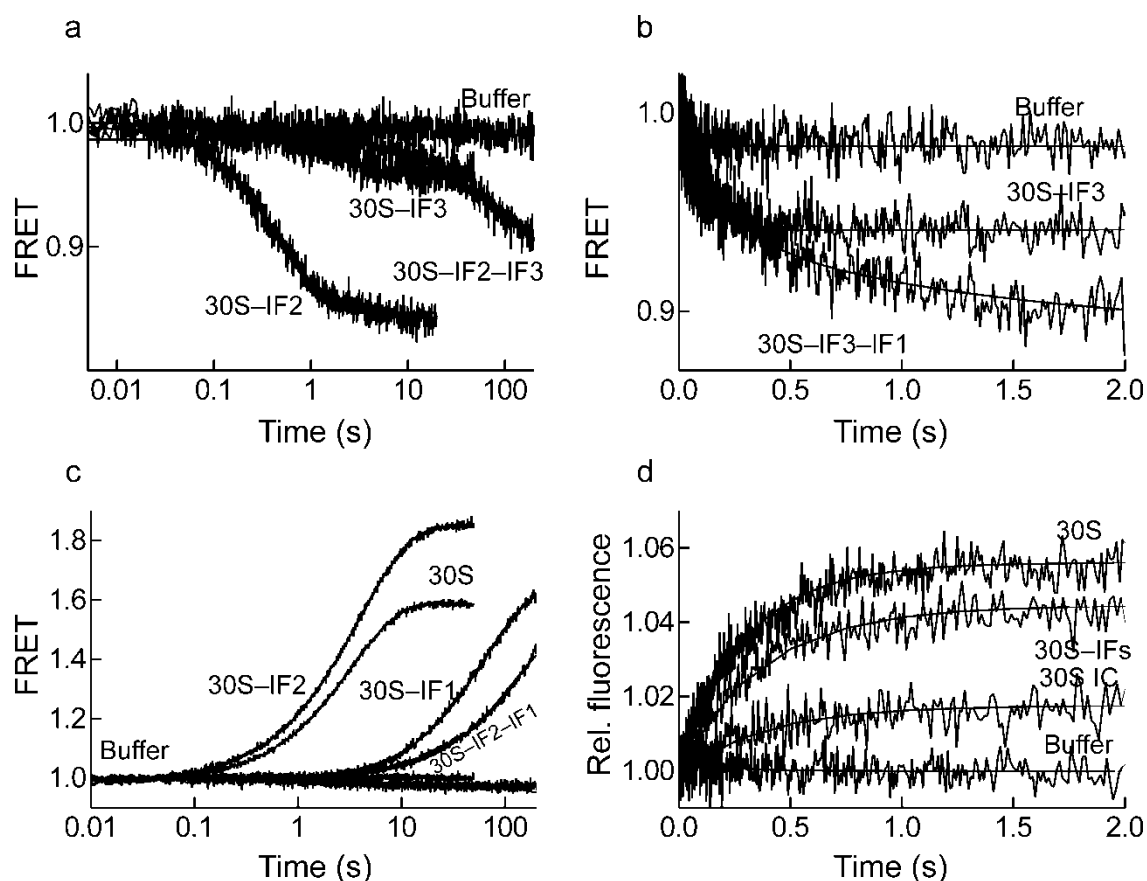 a
Buffer
1.0
30S–IF3
0.9
30S–IF2–IF3
30S–IF2
FRET
0.01 0.1 1 10 100
Time (s)
b
1.0
Buffer
30S–IF3
FRET
0.9
30S–IF3–IF1
0.0 0.5 1.0 1.5 2.0
Time (s)
c
1.8
30S
1.6
30S–IF2
30S–IF1
1.4
1.2
30S–IF2–IF1
Buffer
1.0
FRET
0.01 0.1 1 10 100
Time (s)
d
30S
1.06
1.04
30S–IFs
30S IC
1.02
Buffer
1.00
Rel. fluorescence
0.0 0.5 1.0 1.5 2.0
Time (s)